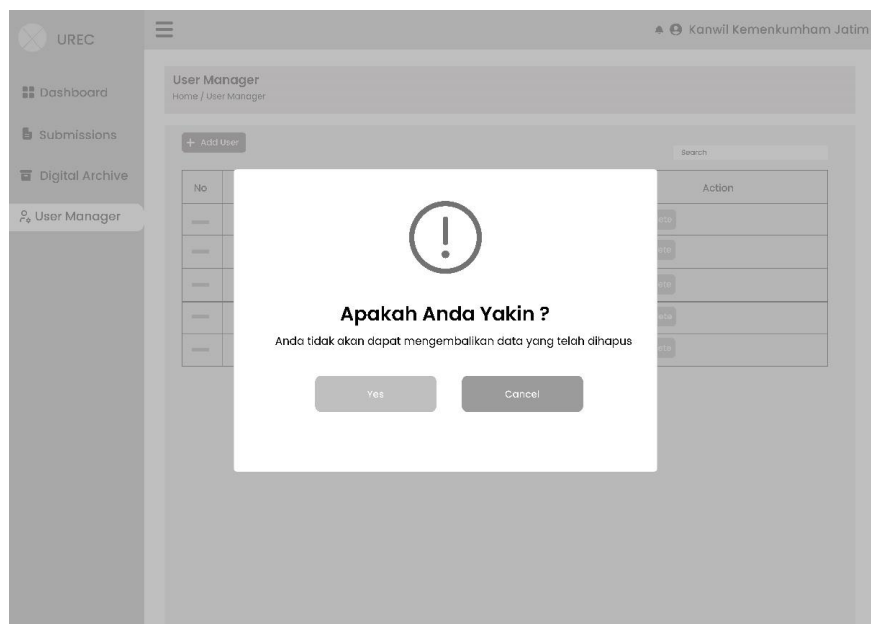 UREC
Kanwil Kemenkumham Jatim
Dashboard
Submissions
Digital Archive
User Manager
User Manager
Home / User Manager
+ Add User
Search
No
Action
Apakah Anda Yakin ?
Anda tidak akan dapat mengembalikan data yang telah dihapus
Yes
Cancel